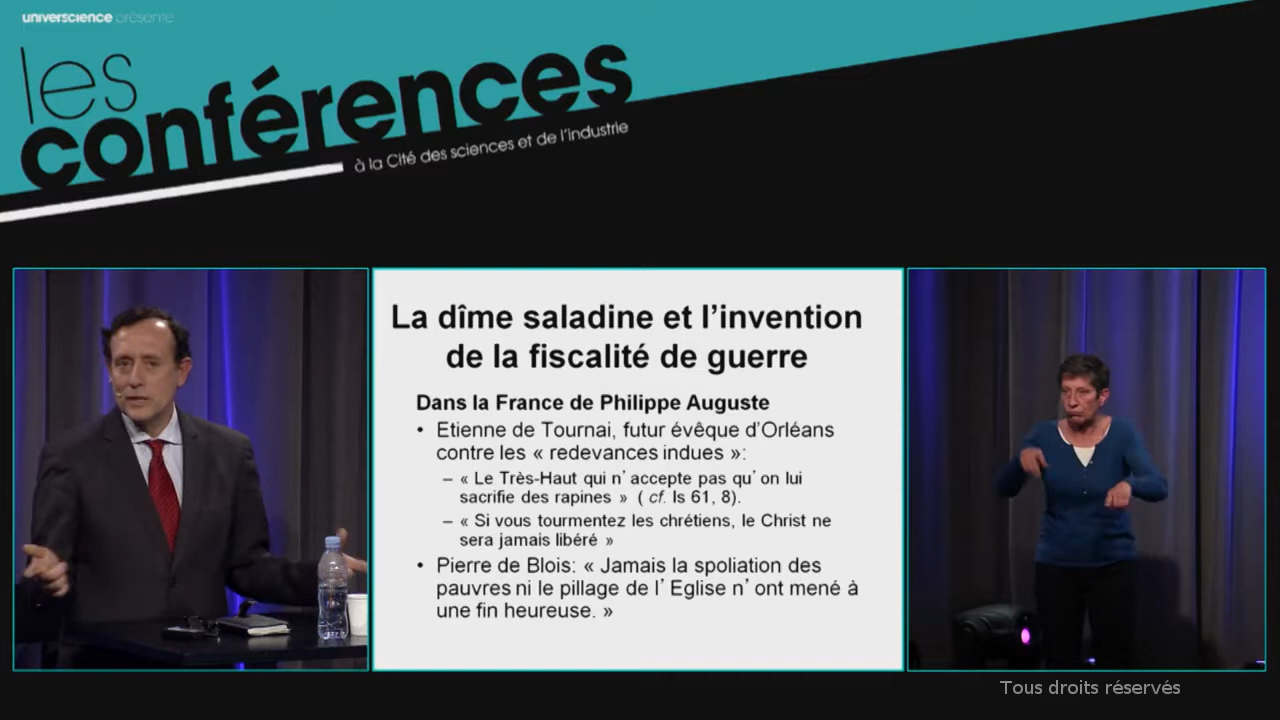 universcience présente
les
conférences
à la Cité des sciences et de l'industrie
La dîme saladine et l'invention
de la fiscalité de guerre
Dans la France de Philippe Auguste
• Etienne de Tournai, futur évêque d'Orléans
contre les « redevances indues »:
– « Le Très-Haut qui n' accepte pas qu' on lui
sacrifie des rapines » ( cf. Is 61, 8).
– « Si vous tourmentez les chrétiens, le Christ ne
sera jamais libéré »
• Pierre de Blois: « Jamais la spoliation des
pauvres ni le pillage de l' Eglise n' ont mené à
une fin heureuse. »
Tous droits réservés